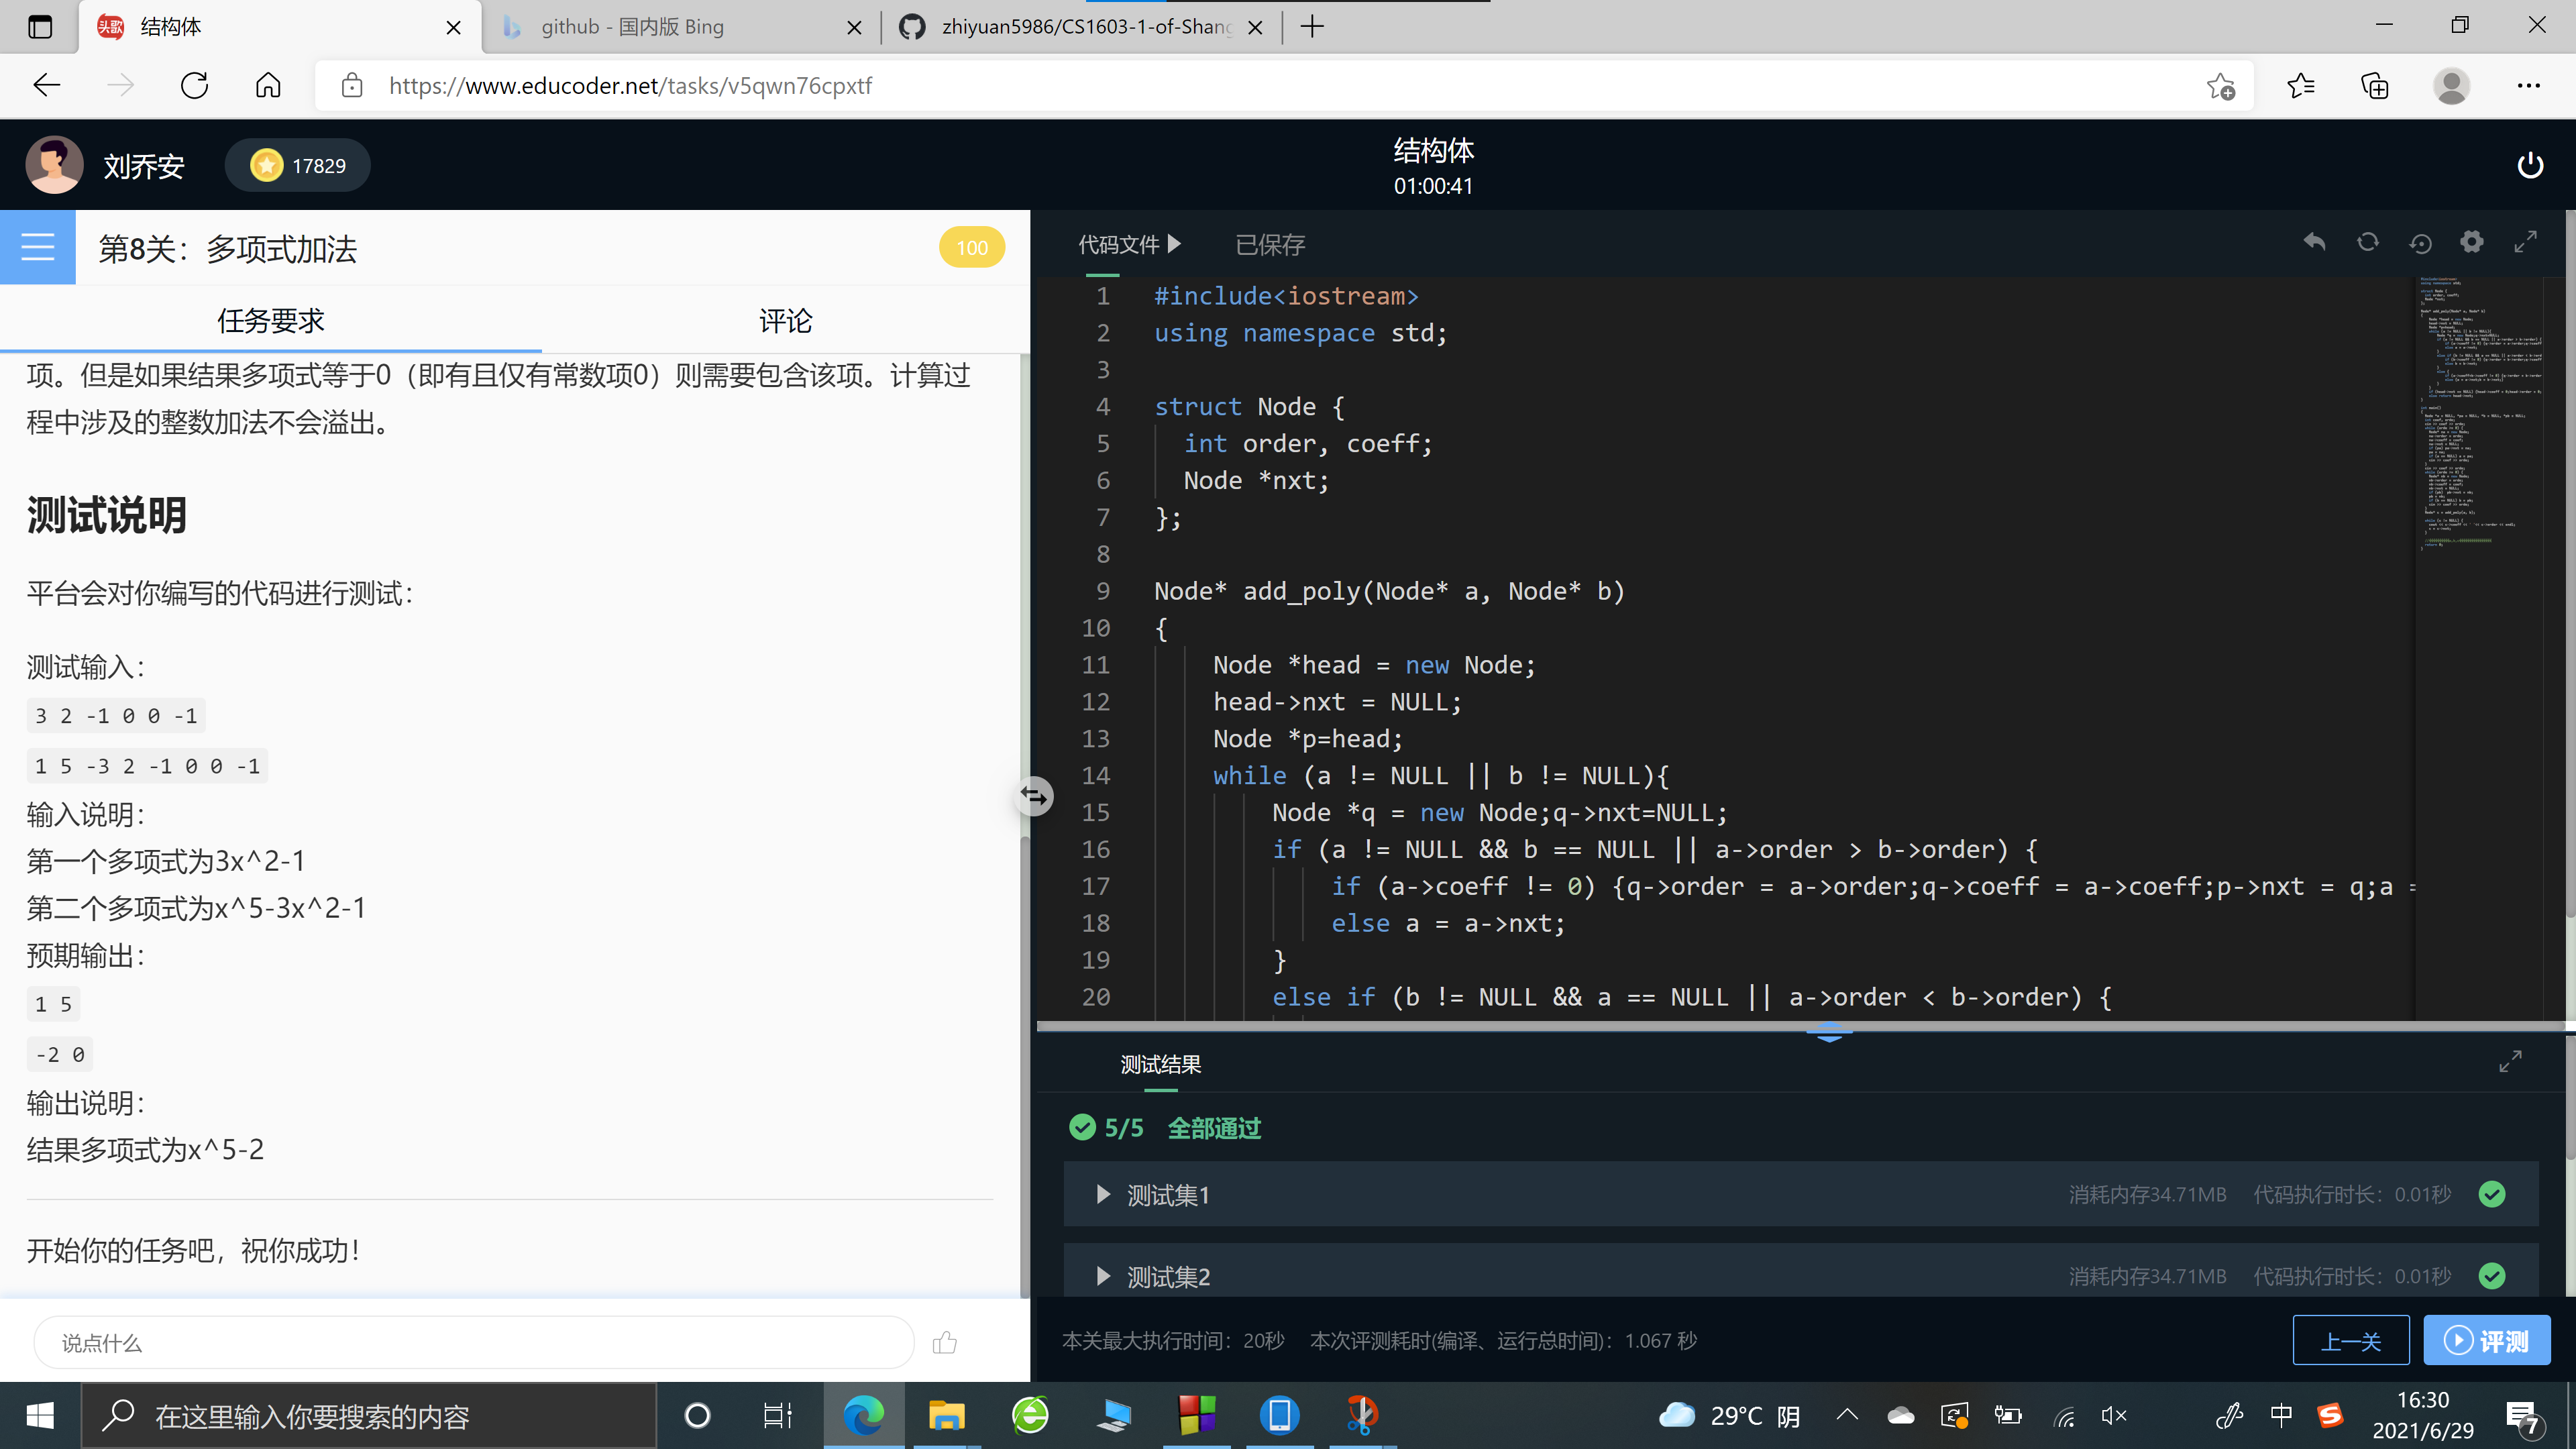 结构体
github - 国内版 Bing
zhiyuan5986/CS1603-1-of-Shang
https://www.educoder.net/tasks/v5qwn76cpxtf
刘乔安
17829
结构体
01:00:41
第8关：多项式加法
100
任务要求
评论
项。但是如果结果多项式等于0（即有且仅有常数项0）则需要包含该项。计算过
程中涉及的整数加法不会溢出。
测试说明
平台会对你编写的代码进行测试：
测试输入：
3 2 -1 0 0 -1
1 5 -3 2 -1 0 0 -1
输入说明：
第一个多项式为3x^2-1
第二个多项式为x^5-3x^2-1
预期输出：
1 5
-2 0
输出说明：
结果多项式为x^5-2
开始你的任务吧，祝你成功！
说点什么
代码文件
已保存
1 #include<iostream>
2 using namespace std;
3
4 struct Node {
5 int order, coeff;
6 Node *nxt;
7 };
8
9 Node* add_poly(Node* a, Node* b)
10 {
11 Node *head = new Node;
12 head->nxt = NULL;
13 Node *p=head;
14 while (a != NULL || b != NULL){
15 Node *q = new Node;q->nxt=NULL;
16 if (a != NULL && b == NULL || a->order > b->order) {
17 if (a->coeff != 0) {q->order = a->order;q->coeff = a->coeff;p->nxt = q;a =
18 else a = a->nxt;
19 }
20 else if (b != NULL && a == NULL || a->order < b->order) {
测试结果
5/5 全部通过
测试集1
消耗内存34.71MB 代码执行时长：0.01秒
测试集2
消耗内存34.71MB 代码执行时长：0.01秒
本关最大执行时间：20秒 本次评测耗时(编译、运行总时间)：1.067 秒
上一关
评测
在这里输入你要搜索的内容
29°C 阴
中
16:30
2021/6/29
7